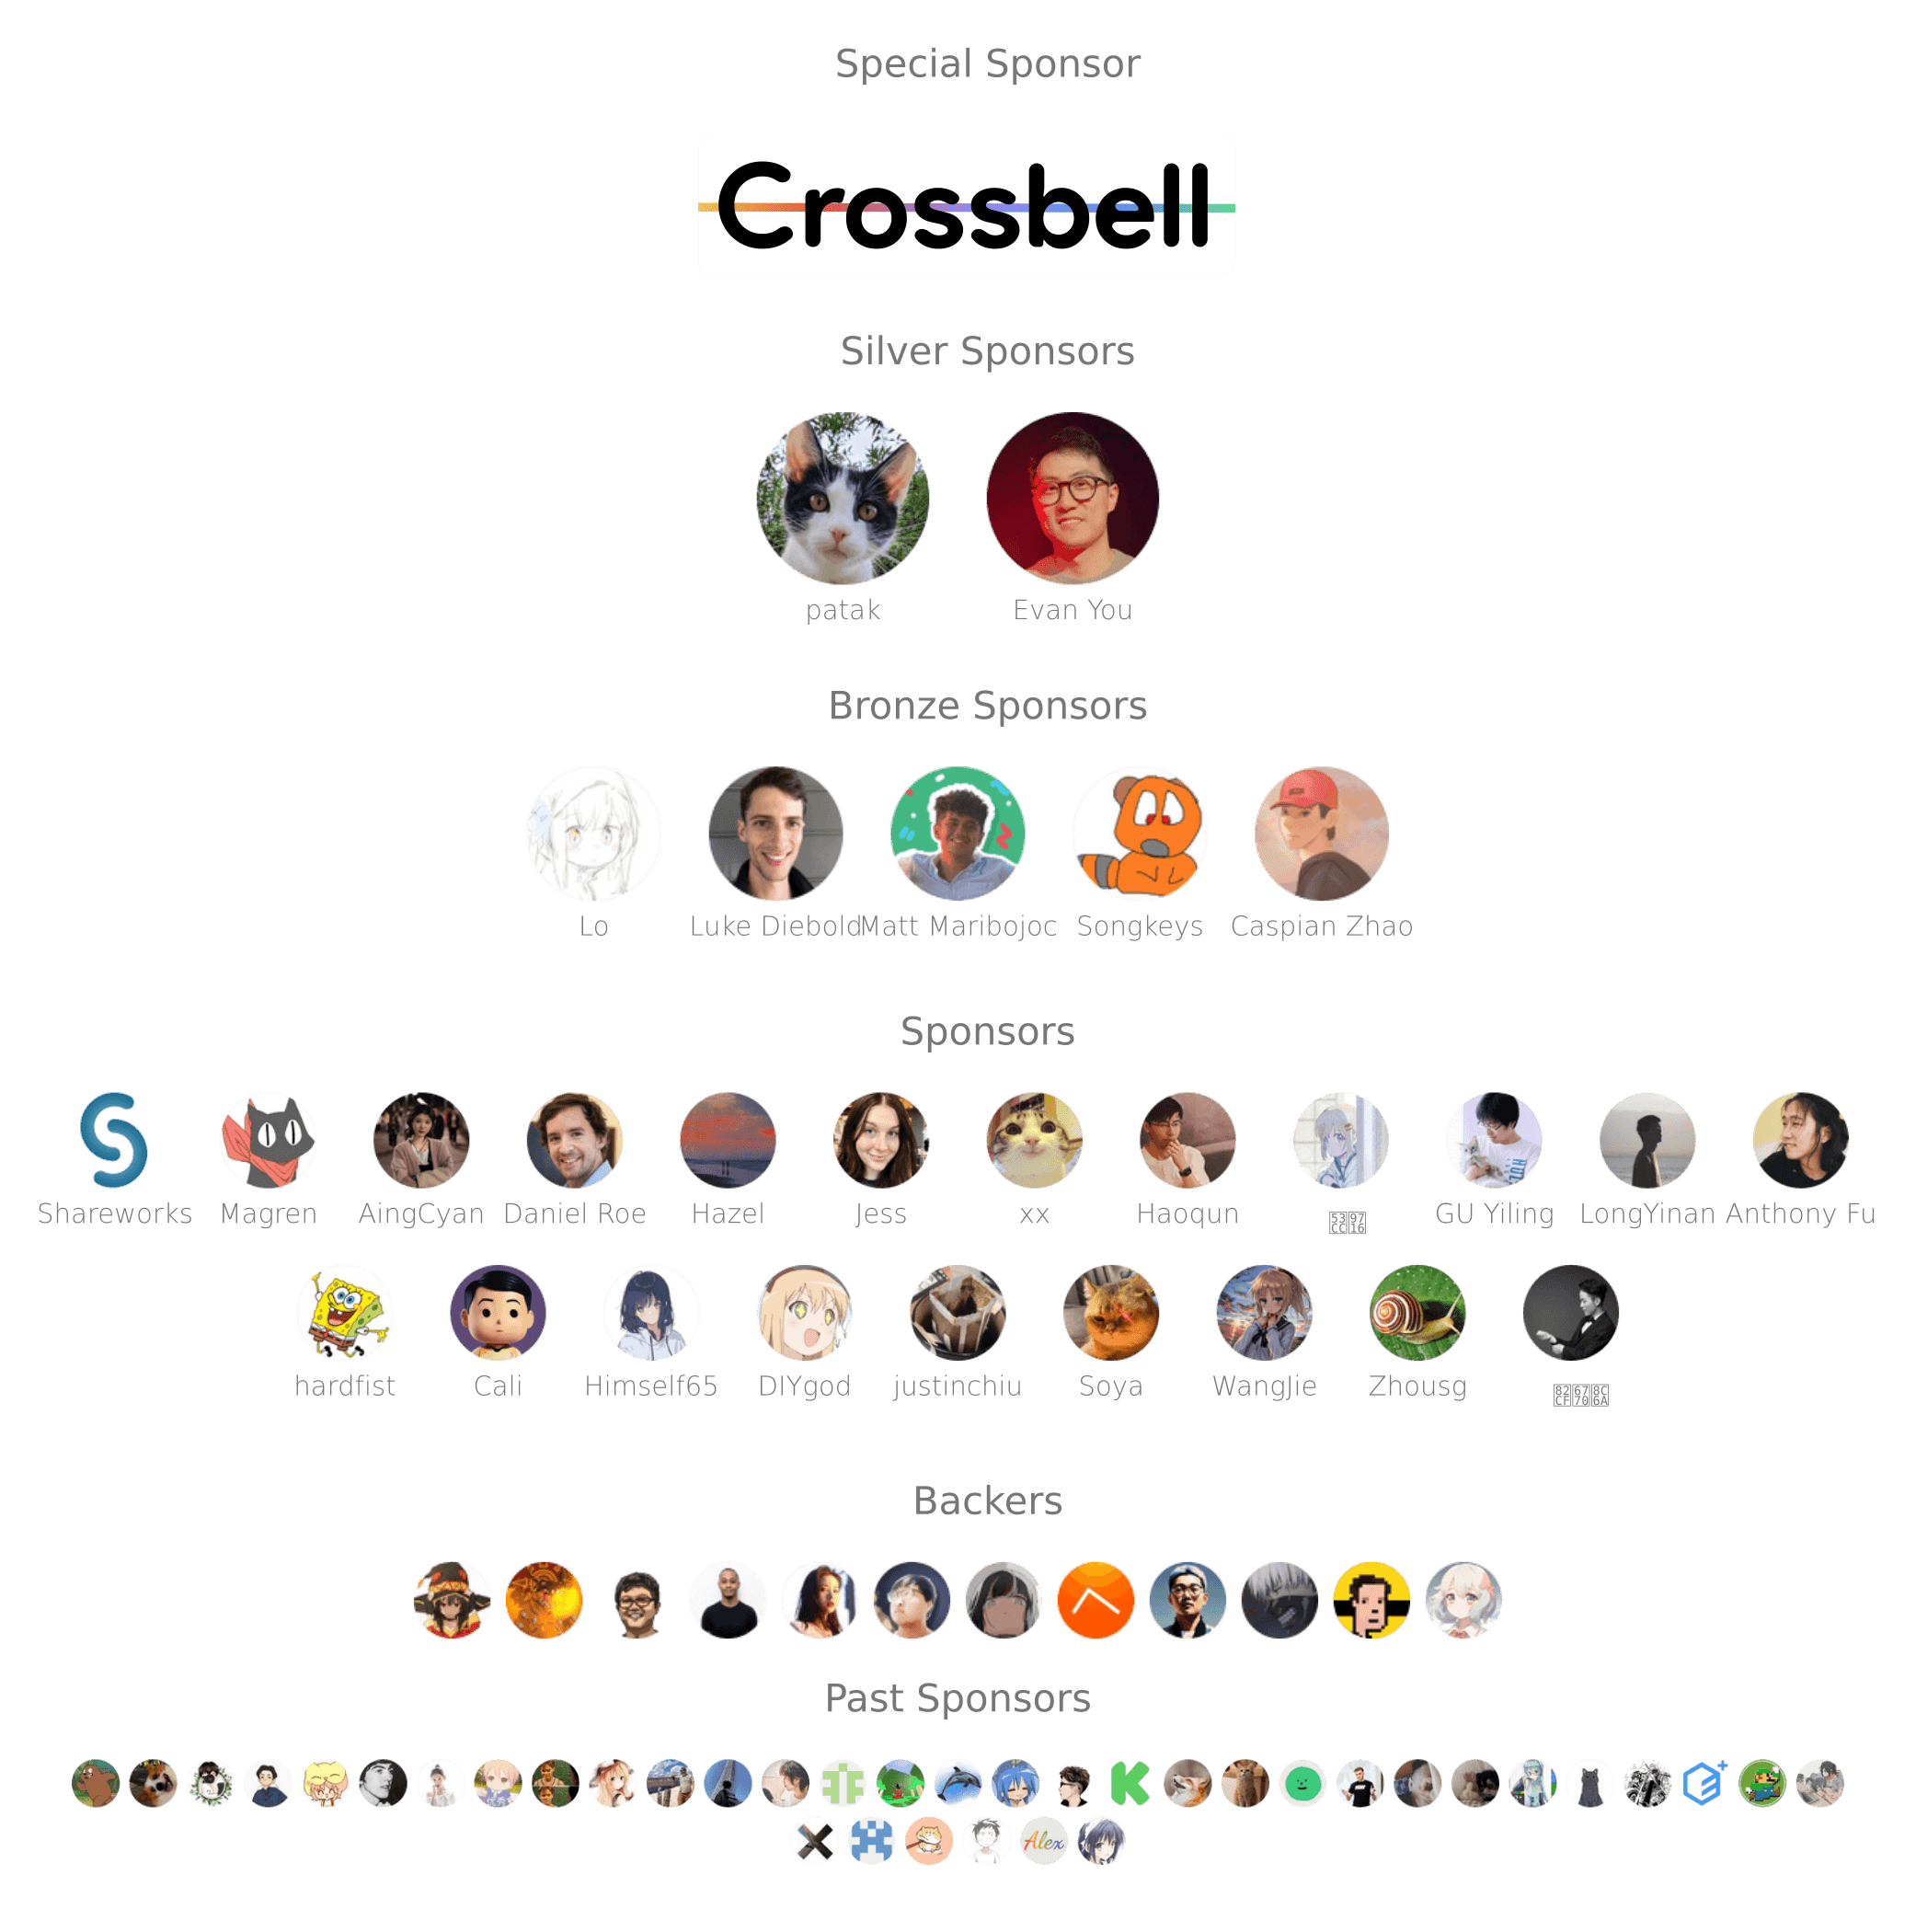 Special Sponsor
Crossbell
Silver Sponsors
patak Evan You
Bronze Sponsors
Lo Luke Diebold Matt Maribojoc Songkeys Caspian Zhao
Sponsors
Shareworks Magren AingCyan Daniel Roe Hazel Jess xx Haoqun GU Yiling LongYinan Anthony Fu
hardfist Cali Himself65 DIYgod justinchiu Soya WangJie Zhousg
Backers
Past Sponsors
Alex